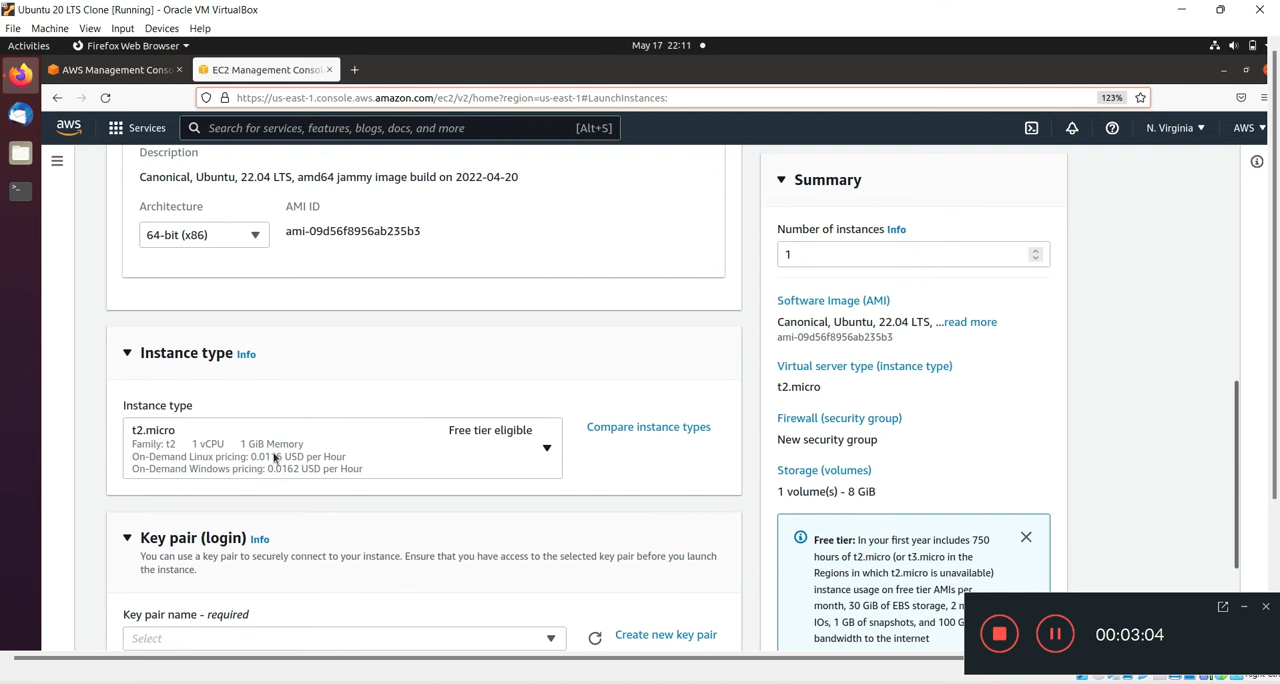 Ubuntu 20 LTS Clone [Running] - Oracle VM VirtualBox
File Machine View Input Devices Help
Activities Firefox Web Browser May 17 22:11
AWS Management Conso EC2 Management Consol
https://us-east-1.console.aws.amazon.com/ec2/v2/home?region=us-east-1#LaunchInstances: 123%
aws Services Search for services, features, blogs, docs, and more [Alt+S] N. Virginia AWS
Description
Canonical, Ubuntu, 22.04 LTS, amd64 jammy image build on 2022-04-20
Architecture AMI ID
64-bit (x86) ami-09d56f8956ab235b3
Instance type Info
Instance type
t2.micro Free tier eligible
Family: t2 1 vCPU 1 GiB Memory
On-Demand Linux pricing: USD per Hour
On-Demand Windows pricing: 0.0162 USD per Hour
Compare instance types
Key pair (login) Info
You can use a key pair to securely connect to your instance. Ensure that you have access to the selected key pair before you launch
the instance.
Key pair name - required
Select Create new key pair
Summary
Number of instances Info
1
Software Image (AMI)
Canonical, Ubuntu, 22.04 LTS, ...read more
ami-09d56f8956ab235b3
Virtual server type (instance type)
t2.micro
Firewall (security group)
New security group
Storage (volumes)
1 volume(s) - 8 GiB
Free tier: In your first year includes 750
hours of t2.micro (or t3.micro in the
Regions in which t2.micro is unavailable)
instance usage on free tier AMIs per
month, 30 GiB of EBS storage, 2
IOs, 1 GB of snapshots, and 100
bandwidth to the internet
00:03:04